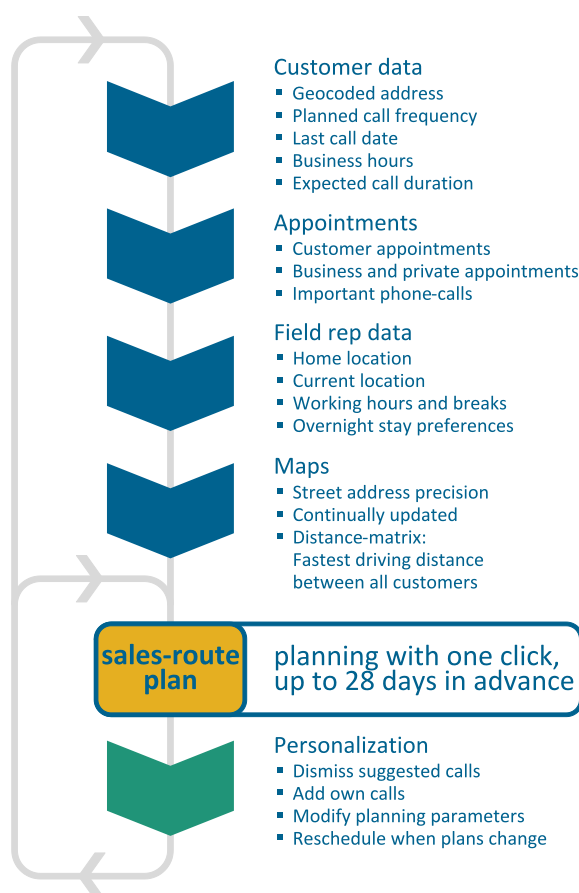 Customer data
▪ Geocoded address
▪ Planned call frequency
▪ Last call date
▪ Business hours
▪ Expected call duration
Appointments
▪ Customer appointments
▪ Business and private appointments
▪ Important phone-calls
Field rep data
▪ Home location
▪ Current location
▪ Working hours and breaks
▪ Overnight stay preferences
Maps
▪ Street address precision
▪ Continually updated
▪ Distance-matrix:
Fastest driving distance
between all customers
sales-route
plan
planning with one click,
up to 28 days in advance
Personalization
▪ Dismiss suggested calls
▪ Add own calls
▪ Modify planning parameters
▪ Reschedule when plans change